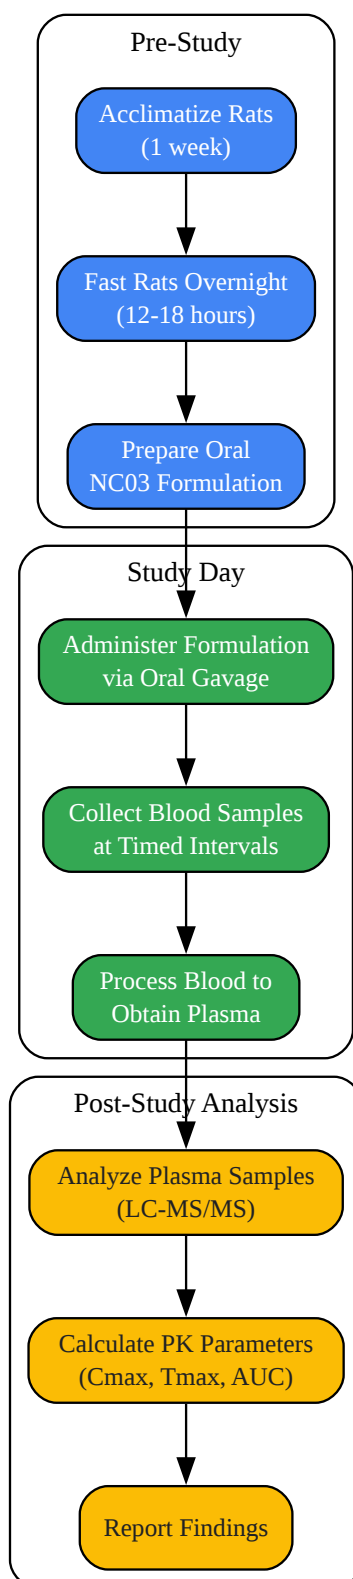 Pre-Study
Acclimatize Rats
(1 week)
Fast Rats Overnight
(12-18 hours)
Prepare Oral
NC03 Formulation
Study Day
Administer Formulation
via Oral Gavage
Collect Blood Samples
at Timed Intervals
Process Blood to
Obtain Plasma
Post-Study Analysis
Analyze Plasma Samples
(LC-MS/MS)
Calculate PK Parameters
(Cmax, Tmax, AUC)
Report Findings